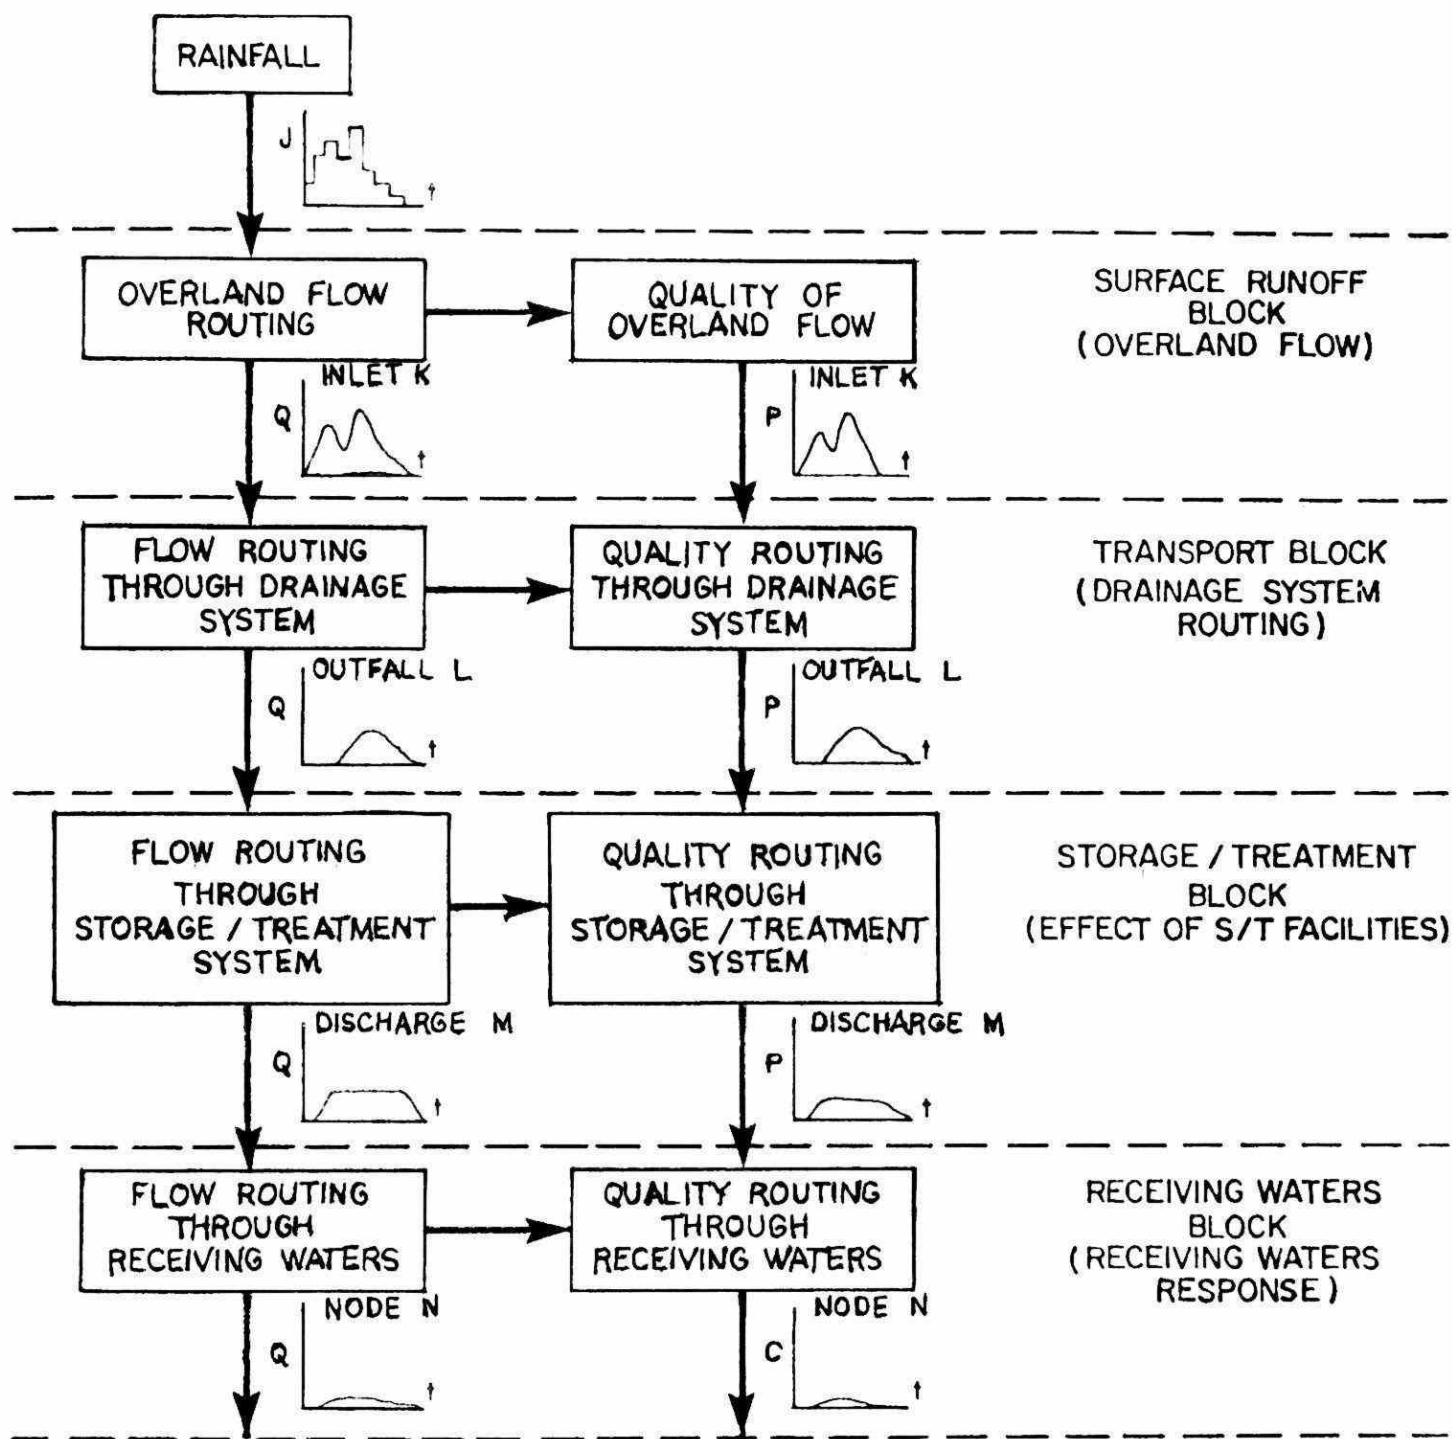 RAINFALL
J
t
OVERLAND FLOW
ROUTING
QUALITY OF
OVERLAND FLOW
SURFACE RUNOFF
BLOCK
(OVERLAND FLOW)
INLET K
Q
t
INLET K
P
t
FLOW ROUTING
THROUGH DRAINAGE
SYSTEM
QUALITY ROUTING
THROUGH DRAINAGE
SYSTEM
TRANSPORT BLOCK
(DRAINAGE SYSTEM
ROUTING)
OUTFALL L
Q
t
OUTFALL L
P
t
FLOW ROUTING
THROUGH
STORAGE / TREATMENT
SYSTEM
QUALITY ROUTING
THROUGH
STORAGE / TREATMENT
SYSTEM
STORAGE / TREATMENT
BLOCK
(EFFECT OF S/T FACILITIES)
DISCHARGE M
Q
t
DISCHARGE M
P
t
FLOW ROUTING
THROUGH
RECEIVING WATERS
QUALITY ROUTING
THROUGH
RECEIVING WATERS
RECEIVING WATERS
BLOCK
(RECEIVING WATERS
RESPONSE)
NODE N
Q
t
NODE N
C
t